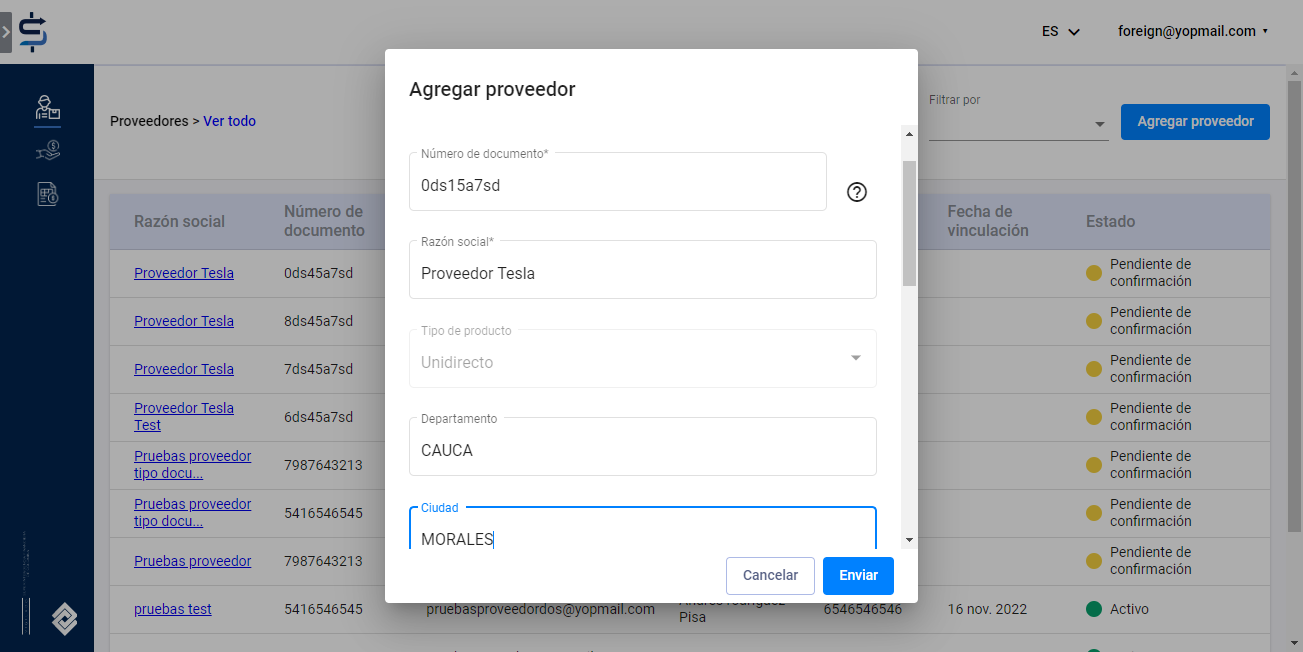 ES
foreign@yopmail.com
Agregar proveedor
Proveedores > Ver todo
Filtrar por
Agregar proveedor
Número de documento*
0ds15a7sd
Razón social*
Proveedor Tesla
Tipo de producto
Unidirecto
Departamento
CAUCA
Ciudad
MORALES
Cancelar
Enviar
Razón social
Número de
documento
Fecha de
vinculación
Estado
Proveedor Tesla
0ds45a7sd
Pendiente de
confirmación
Proveedor Tesla
8ds45a7sd
Pendiente de
confirmación
Proveedor Tesla
7ds45a7sd
Pendiente de
confirmación
Proveedor Tesla
Test
6ds45a7sd
Pendiente de
confirmación
Pruebas proveedor
tipo docu...
7987643213
Pendiente de
confirmación
Pruebas proveedor
tipo docu...
5416546545
Pendiente de
confirmación
Pruebas proveedor
7987643213
Pendiente de
confirmación
pruebas test
5416546545
pruebasproveedordos@yopmail.com
Pisa
6546546546
16 nov. 2022
Activo